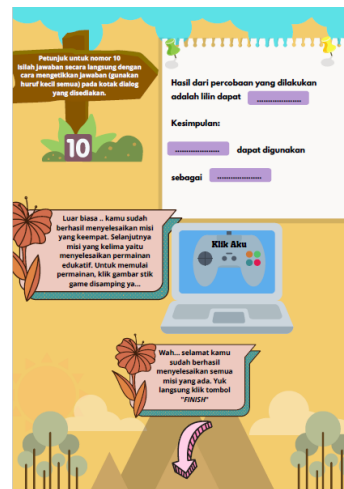 Petunjuk untuk nomor 10
Isilah jawaban secara langsung dengan
cara mengetikkan jawaban (gunakan
huruf kecil semua) pada kotak dialog
yang disediakan.
10
Hasil dari percobaan yang dilakukan
adalah lilin dapat ....................
Kesimpulan:
.................... dapat digunakan
sebagai ....................
Luar biasa .. kamu sudah
berhasil menyelesaikan misi
yang keempat. Selanjutnya
misi yang kelima yaitu
menyelesaikan permainan
edukatif. Untuk memulai
permainan, klik gambar stik
game disamping ya...
Klik Aku
Wah... selamat kamu
sudah berhasil
menyelesaikan semua
misi yang ada. Yuk
langsung klik tombol
"FINISH"